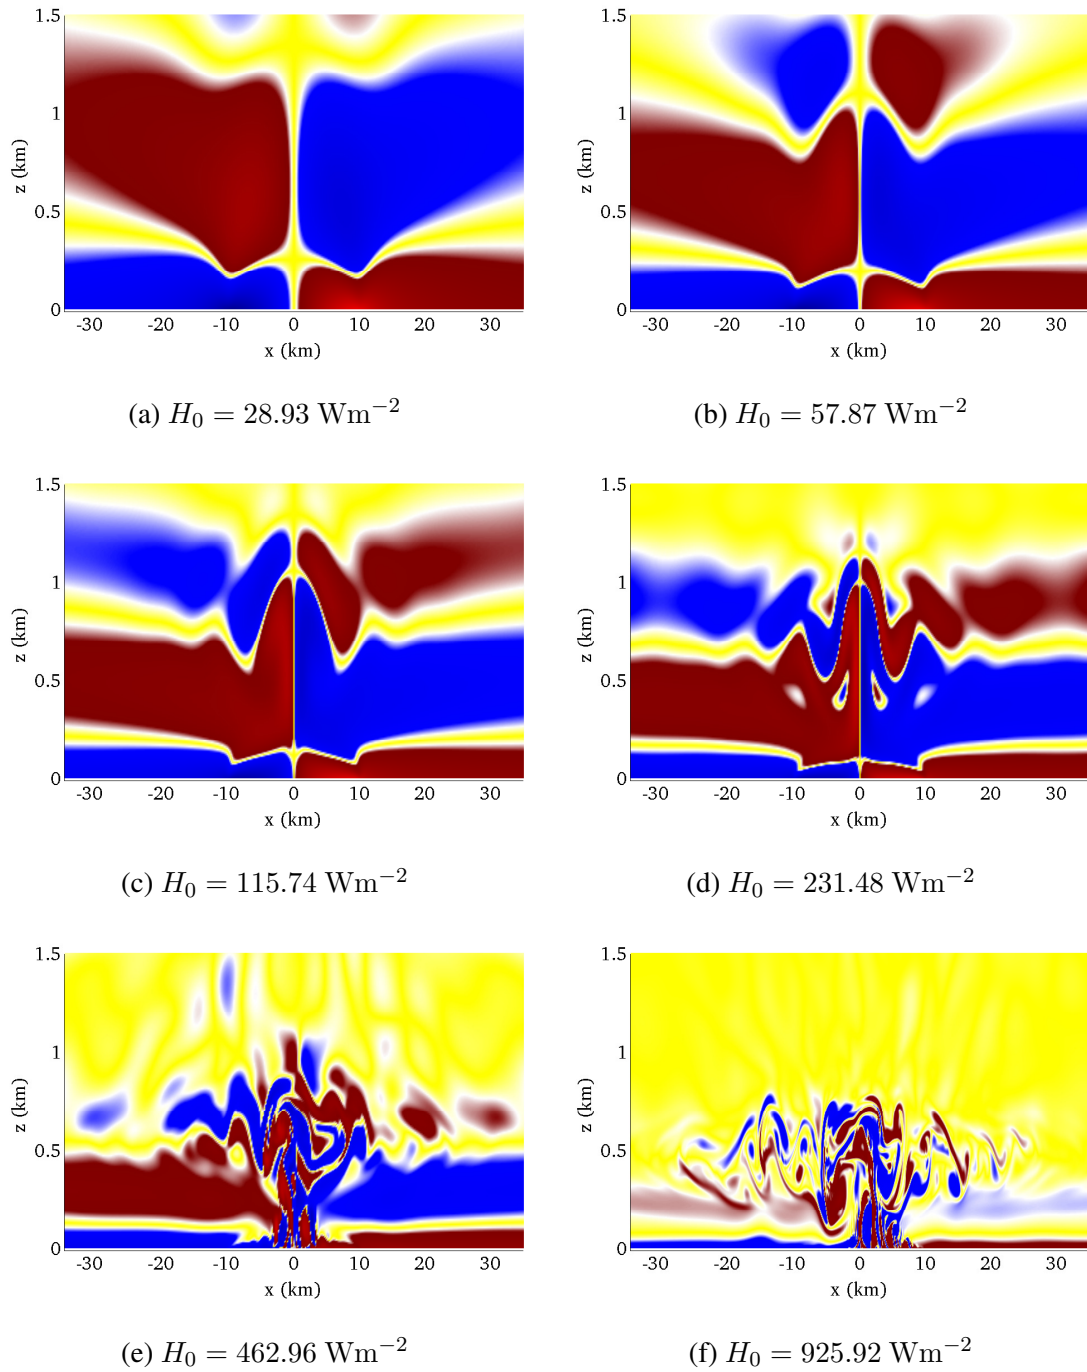 1.5
1
0.5
0
z (km)
-30 -20 -10 0 10 20 30
x (km)
(a) H₀ = 28.93 Wm⁻²
1.5
1
0.5
0
z (km)
-30 -20 -10 0 10 20 30
x (km)
(b) H₀ = 57.87 Wm⁻²
1.5
1
0.5
0
z (km)
-30 -20 -10 0 10 20 30
x (km)
(c) H₀ = 115.74 Wm⁻²
1.5
1
0.5
0
z (km)
-30 -20 -10 0 10 20 30
x (km)
(d) H₀ = 231.48 Wm⁻²
1.5
1
0.5
0
z (km)
-30 -20 -10 0 10 20 30
x (km)
(e) H₀ = 462.96 Wm⁻²
1.5
1
0.5
0
z (km)
-30 -20 -10 0 10 20 30
x (km)
(f) H₀ = 925.92 Wm⁻²